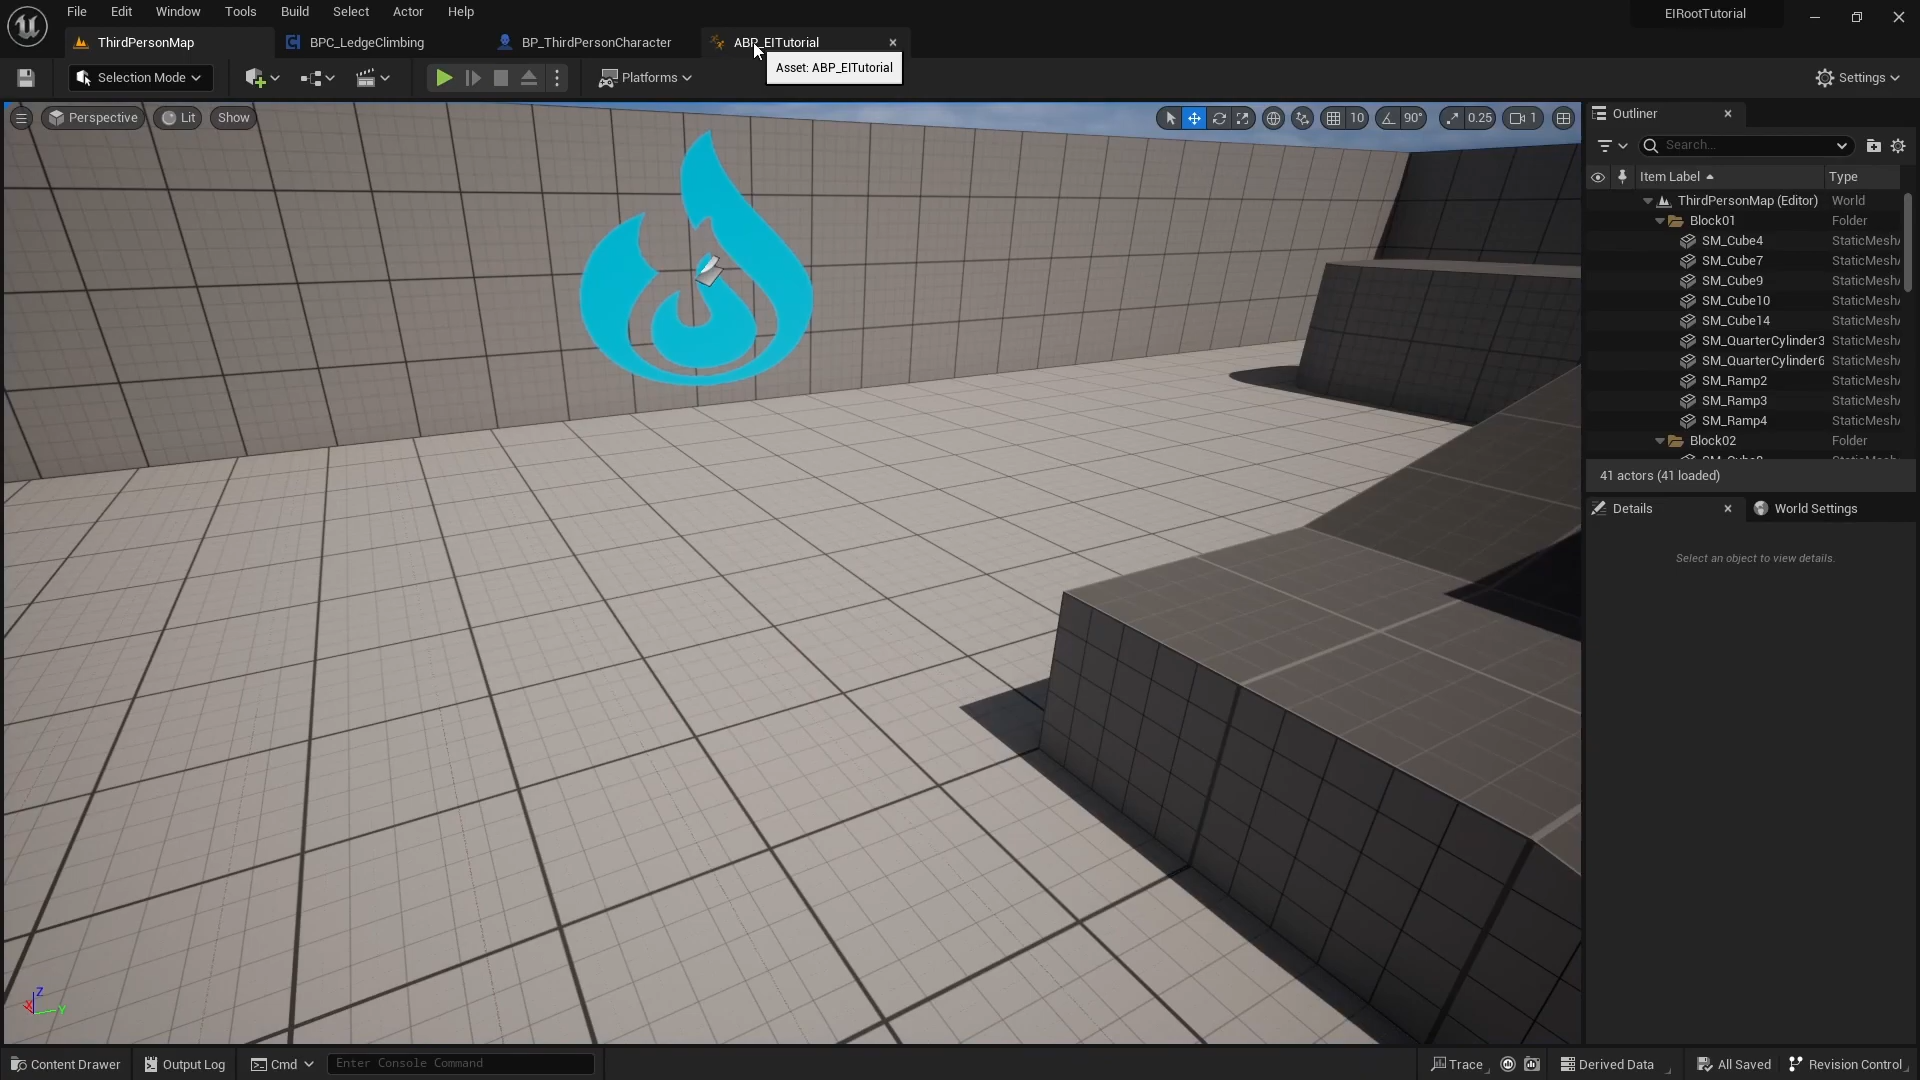 File Edit Window Tools Build Select Actor Help
EIRootTutorial
ThirdPersonMap
BPC_LedgeClimbing
BP_ThirdPersonCharacter
ABP_EITutorial
Asset: ABP_EITutorial
Selection Mode
Platforms
Settings
Perspective
Lit
Show
10
90°
0.25
1
Outliner
Search...
Item Label
Type
ThirdPersonMap (Editor) World
Block01 Folder
SM_Cube4 StaticMesh
SM_Cube7 StaticMesh
SM_Cube9 StaticMesh
SM_Cube10 StaticMesh
SM_Cube14 StaticMesh
SM_QuarterCylinder3 StaticMesh
SM_QuarterCylinder6 StaticMesh
SM_Ramp2 StaticMesh
SM_Ramp3 StaticMesh
SM_Ramp4 StaticMesh
Block02 Folder
41 actors (41 loaded)
Details
World Settings
Select an object to view details.
Z
X
Y
Content Drawer
Output Log
Cmd
Enter Console Command
Trace
Derived Data
All Saved
Revision Control